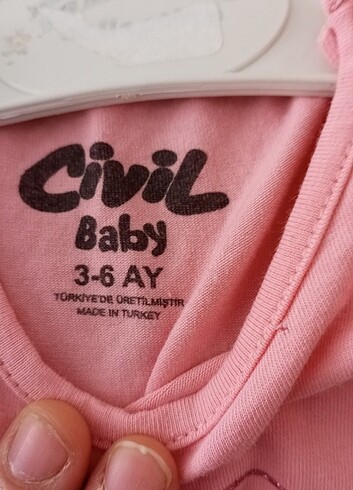 Civil
Baby
3-6 AY
TÜRKİYE'DE ÜRETİLMİŞTİR
MADE IN TURKEY